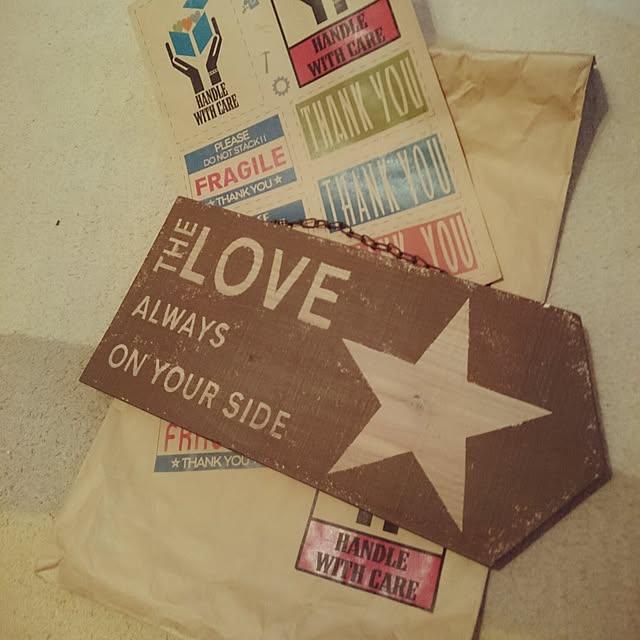 HANDLE
WITH CARE
HANDLE
WITH CARE
THANK YOU
PLEASE
DO NOT STACK!!
FRAGILE
★ THANK YOU ★
THANK YOU
YOU
THE
LOVE
ALWAYS
ON YOUR SIDE
★ THANK YOU
HANDLE
WITH CARE